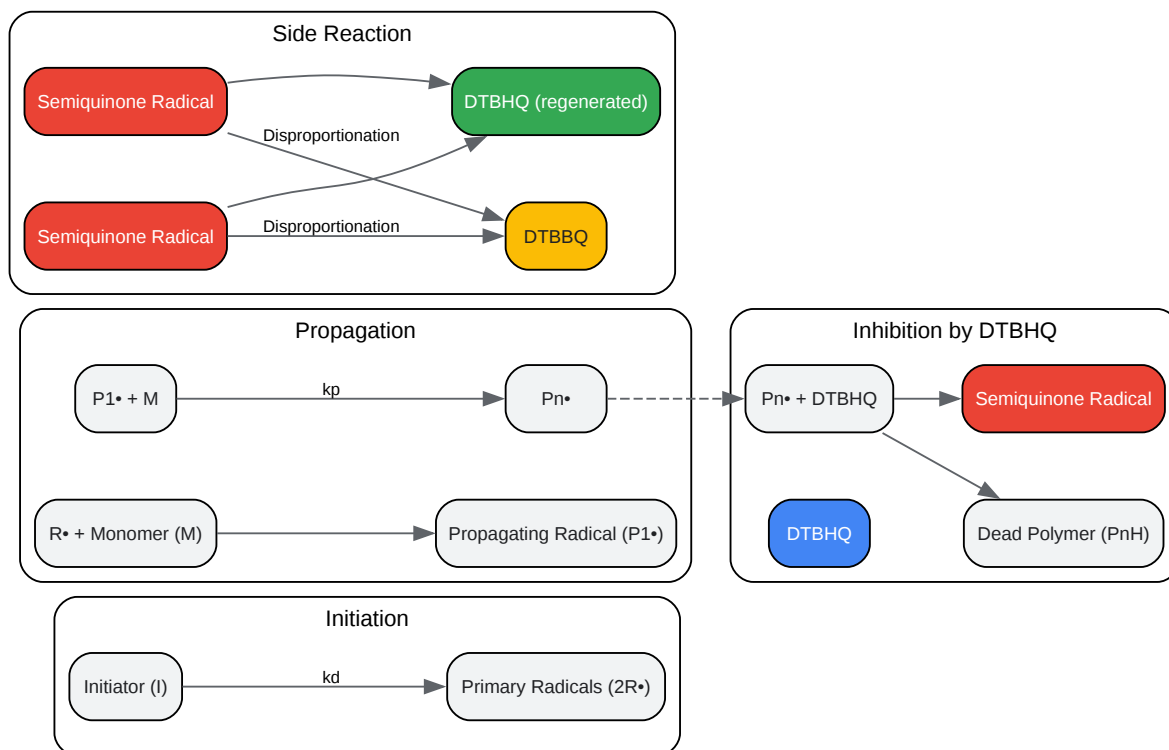 Side Reaction
Semiquinone Radical
DTBHQ (regenerated)
Disproportionation
Semiquinone Radical
Disproportionation
DTBBQ
Propagation
P1• + M
kp
Pn•
R• + Monomer (M)
Propagating Radical (P1•)
Inhibition by DTBHQ
Pn• + DTBHQ
Semiquinone Radical
DTBHQ
Dead Polymer (PnH)
Initiation
Initiator (I)
kd
Primary Radicals (2R•)